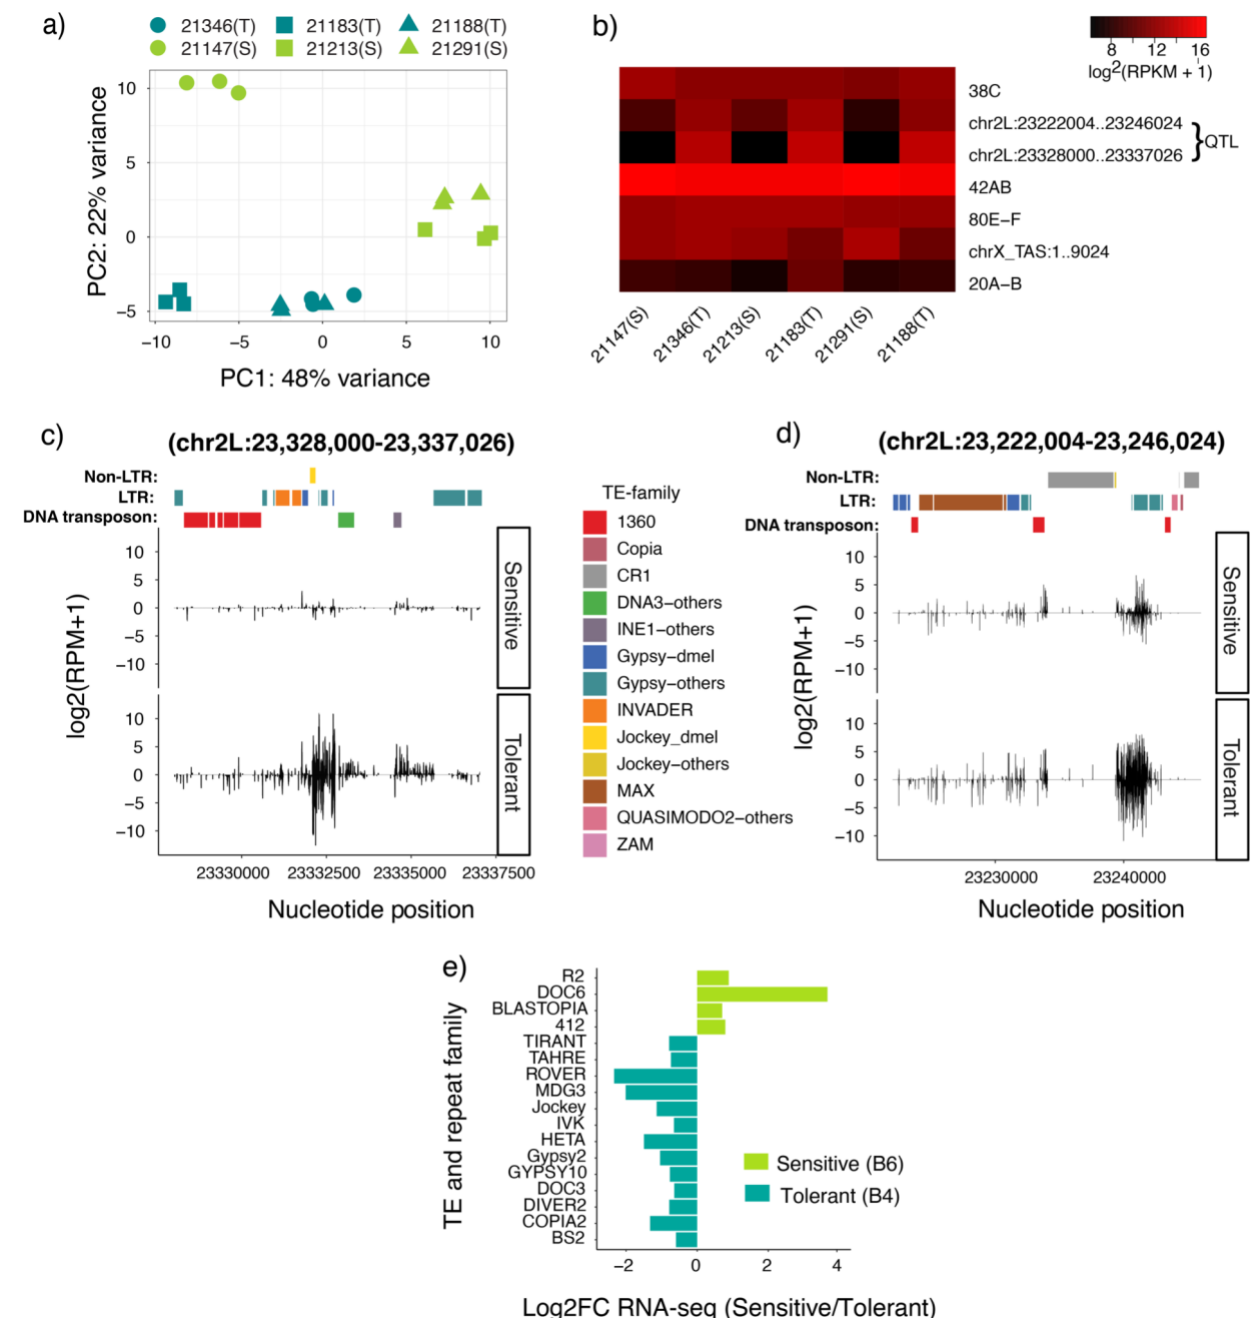 a)
21346(T) 21183(T) 21188(T)
21147(S) 21213(S) 21291(S)
PC2: 22% variance
10
5
0
−5
−10 −5 0 5 10
PC1: 48% variance
b)
8 12 16
log2(RPKM + 1)
38C
chr2L:23222004..23246024
chr2L:23328000..23337026
}QTL
42AB
80E−F
chrX_TAS:1..9024
20A−B
21147(S) 21346(T) 21213(S) 21183(T) 21291(S) 21188(T)
c)
(chr2L:23,328,000-23,337,026)
Non-LTR:
LTR:
DNA transposon:
log2(RPM+1)
10
5
0
−5
−10
Sensitive
10
5
0
−5
−10
Tolerant
23330000 23332500 23335000 23337500
Nucleotide position
TE-family
1360
Copia
CR1
DNA3−others
INE1−others
Gypsy−dmel
Gypsy−others
INVADER
Jockey_dmel
Jockey−others
MAX
QUASIMODO2−others
ZAM
d)
(chr2L:23,222,004-23,246,024)
Non-LTR:
LTR:
DNA transposon:
log2(RPM+1)
10
5
0
−5
−10
Sensitive
10
5
0
−5
−10
Tolerant
23230000 23240000
Nucleotide position
e)
TE and repeat family
R2
DOC6
BLASTOPIA
412
TIRANT
TAHRE
ROVER
MDG3
Jockey
IVK
HETA
Gypsy2
GYPSY10
DOC3
DIVER2
COPIA2
BS2
Sensitive (B6)
Tolerant (B4)
−2 0 2 4
Log2FC RNA-seq (Sensitive/Tolerant)